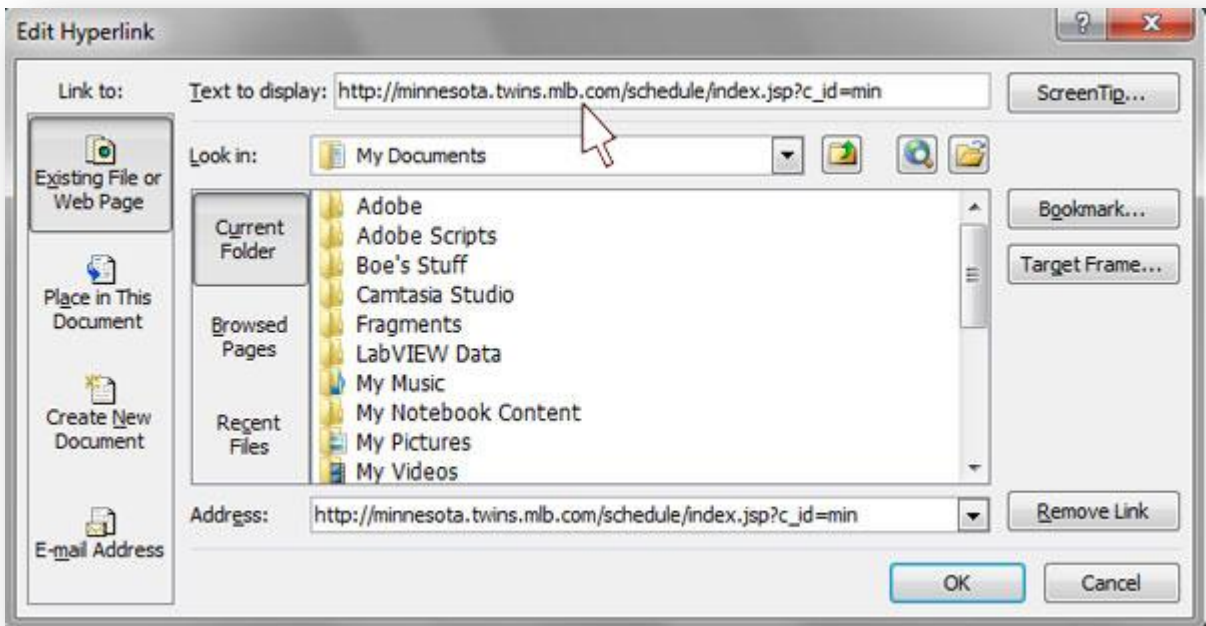 Edit Hyperlink
?
Link to:
Text to display: http://minnesota.twins.mlb.com/schedule/index.jsp?c_id=min
ScreenTip...
Existing File or
Web Page
Look in: My Documents
Current
Folder
Adobe
Adobe Scripts
Boe's Stuff
Camtasia Studio
Fragments
LabVIEW Data
My Music
My Notebook Content
My Pictures
My Videos
Bookmark...
Target Frame...
Place in This
Document
Browsed
Pages
Create New
Document
Recent
Files
E-mail Address
Address: http://minnesota.twins.mlb.com/schedule/index.jsp?c_id=min
Remove Link
OK
Cancel